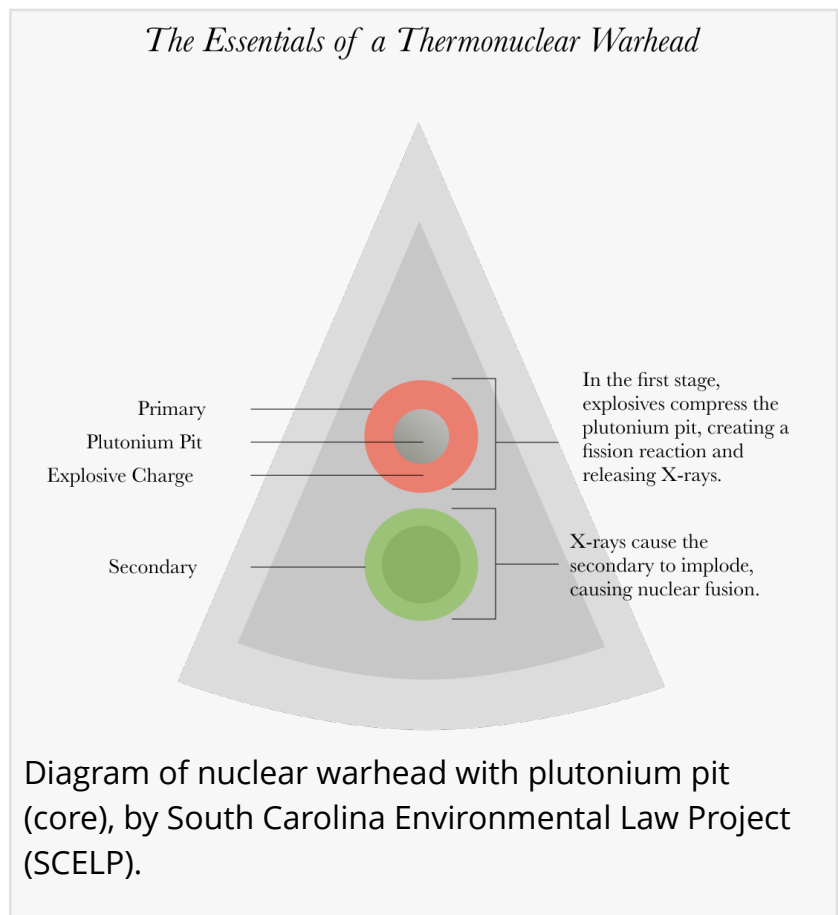 The Essentials of a Thermonuclear Warhead
Primary
Plutonium Pit
Explosive Charge
In the first stage,
explosives compress the
plutonium pit, creating a
fission reaction and
releasing X-rays.
Secondary
X-rays cause the
secondary to implode,
causing nuclear fusion.
Diagram of nuclear warhead with plutonium pit
(core), by South Carolina Environmental Law Project
(SCELP).